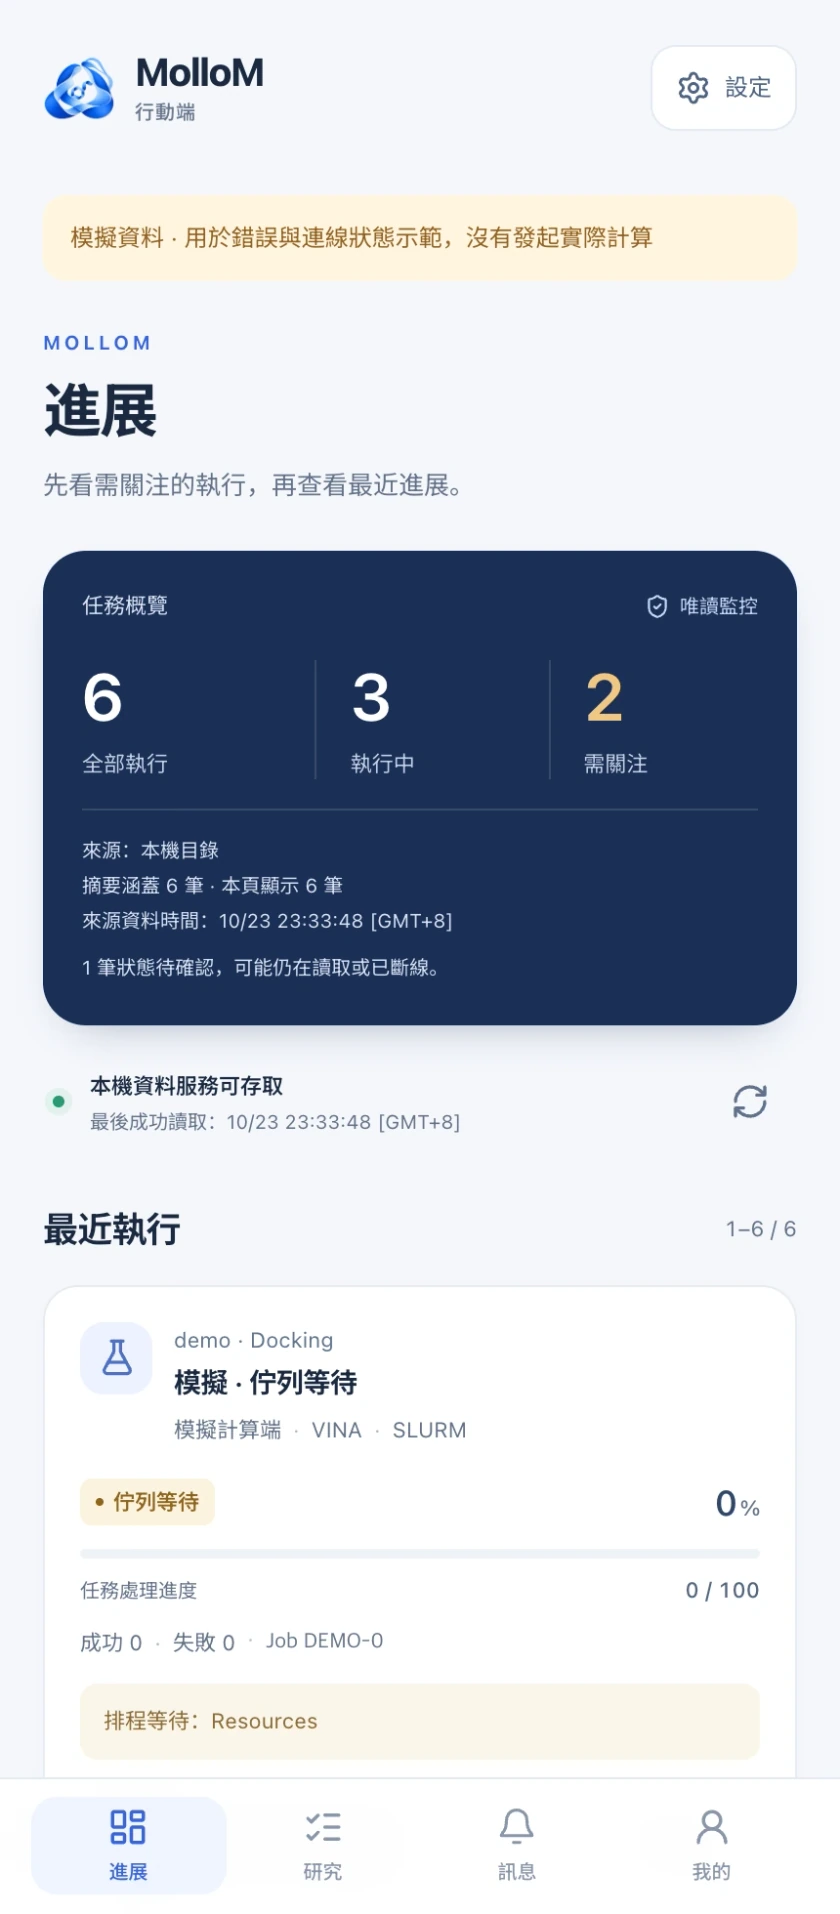 MolloM
行動端
設定
模擬資料 · 用於錯誤與連線狀態示範，沒有發起實際計算
MOLLOM
進展
先看需關注的執行，再查看最近進展。
任務概覽
唯讀監控
6
全部執行
3
執行中
2
需關注
來源：本機目錄
摘要涵蓋 6 筆 · 本頁顯示 6 筆
來源資料時間：10/23 23:33:48 [GMT+8]
1 筆狀態待確認，可能仍在讀取或已斷線。
本機資料服務可存取
最後成功讀取：10/23 23:33:48 [GMT+8]
最近執行
1–6 / 6
demo · Docking
模擬 · 佇列等待
模擬計算端 · VINA · SLURM
• 佇列等待
0%
任務處理進度
0 / 100
成功 0 · 失敗 0 · Job DEMO-0
排程等待：Resources
進展
研究
訊息
我的